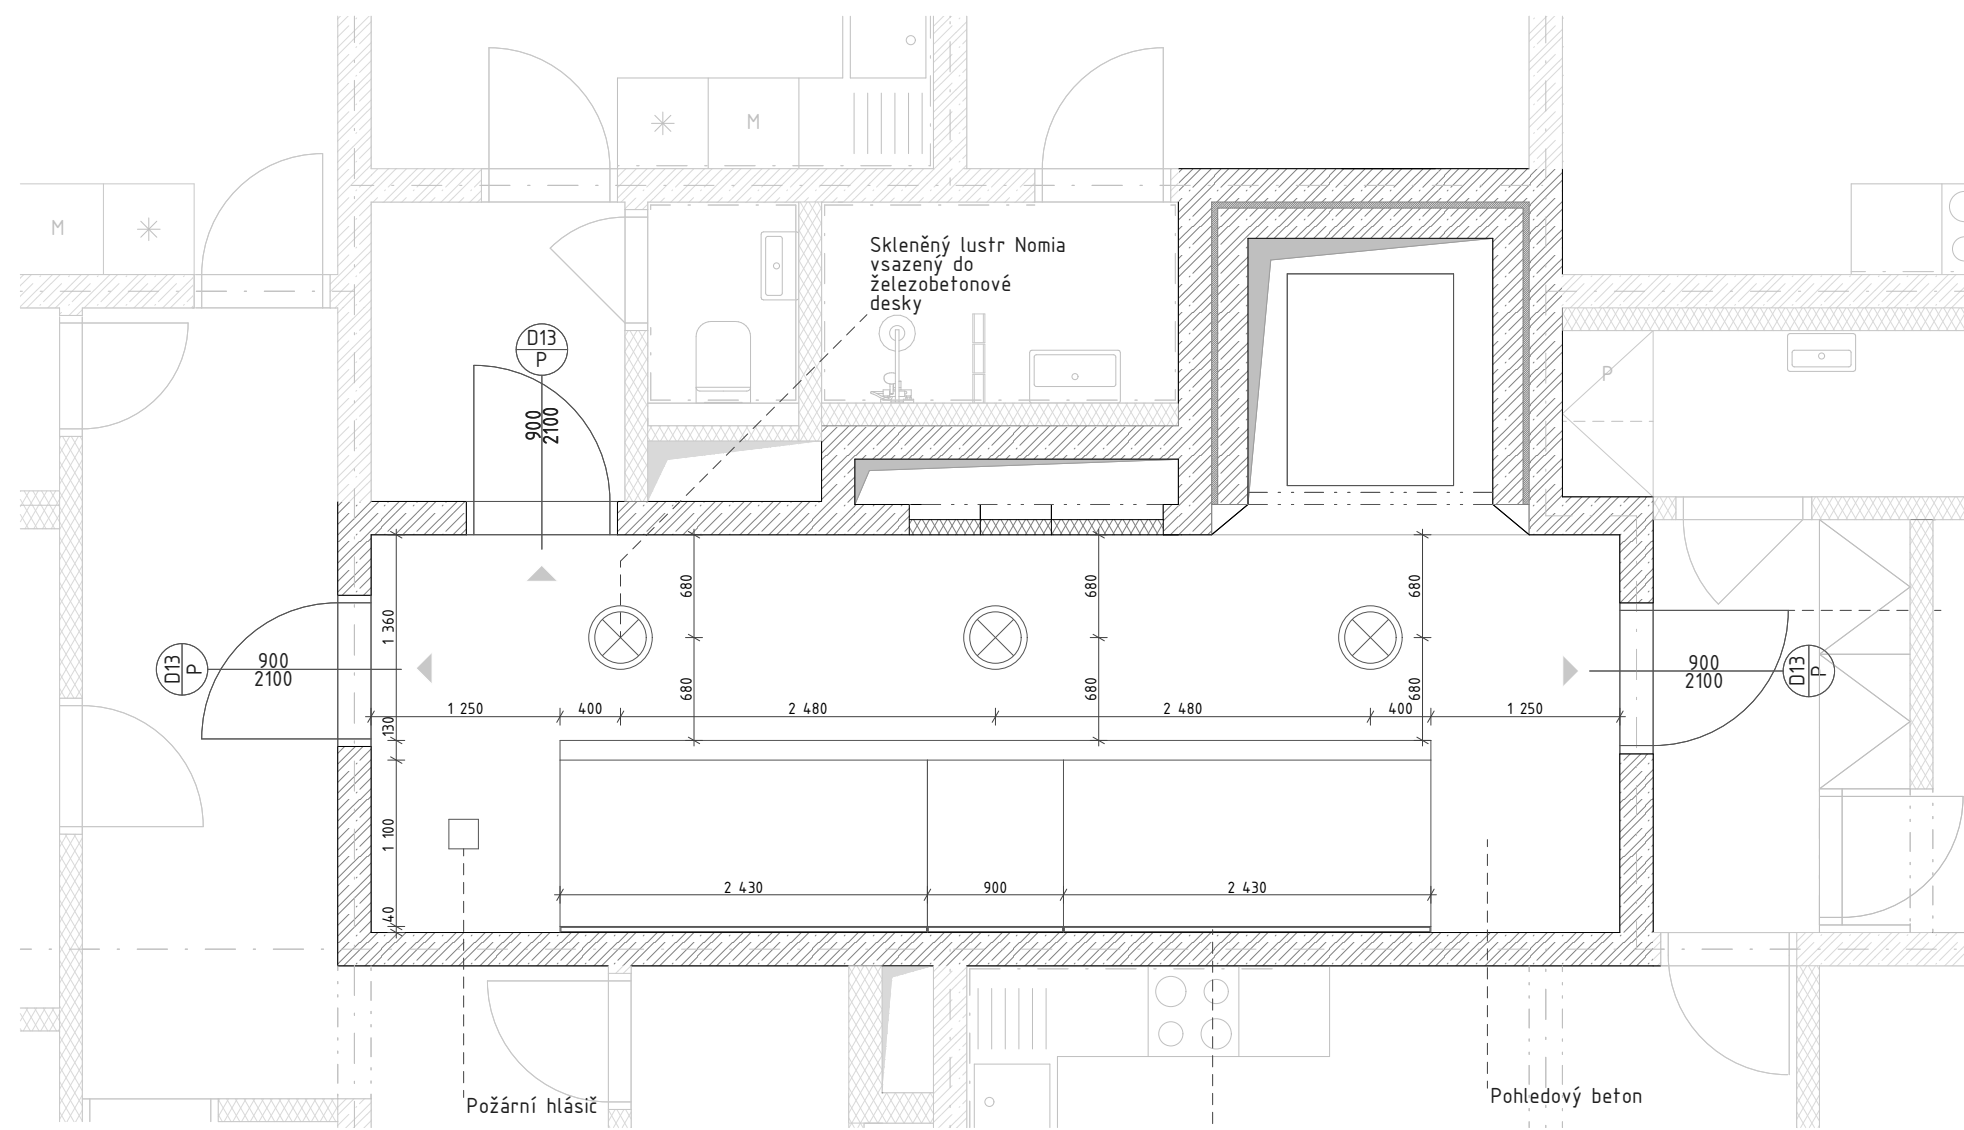 M
M
Skleněný lustr Nomia
vsazený do
železobetonové
desky
D13
P
900
2100
P
680
680
680
1 360
D13
P
900
2100
900
2100
D13
P
680
680
680
1 250
400
2 480
2 480
400
1 250
130
1 100
2 430
900
2 430
40
Požární hlásič
Pohledový beton